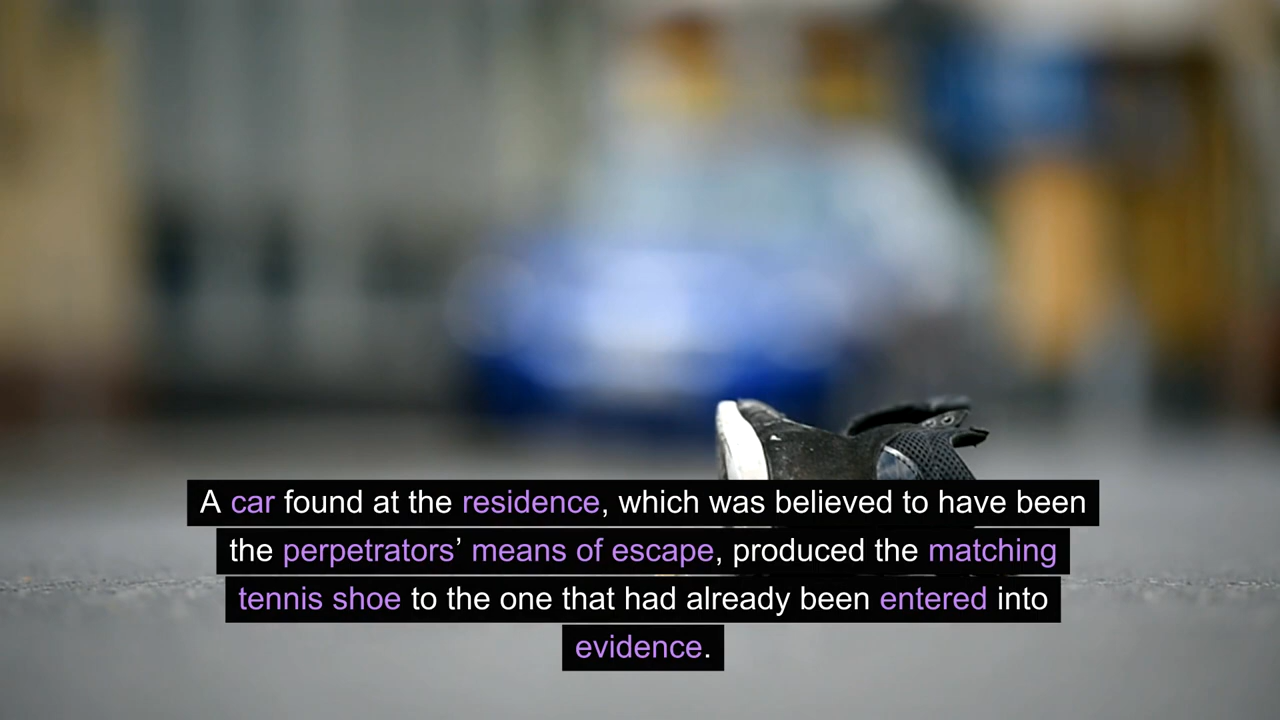 A car found at the residence, which was believed to have been
the perpetrators’ means of escape, produced the matching
tennis shoe to the one that had already been entered into
evidence.